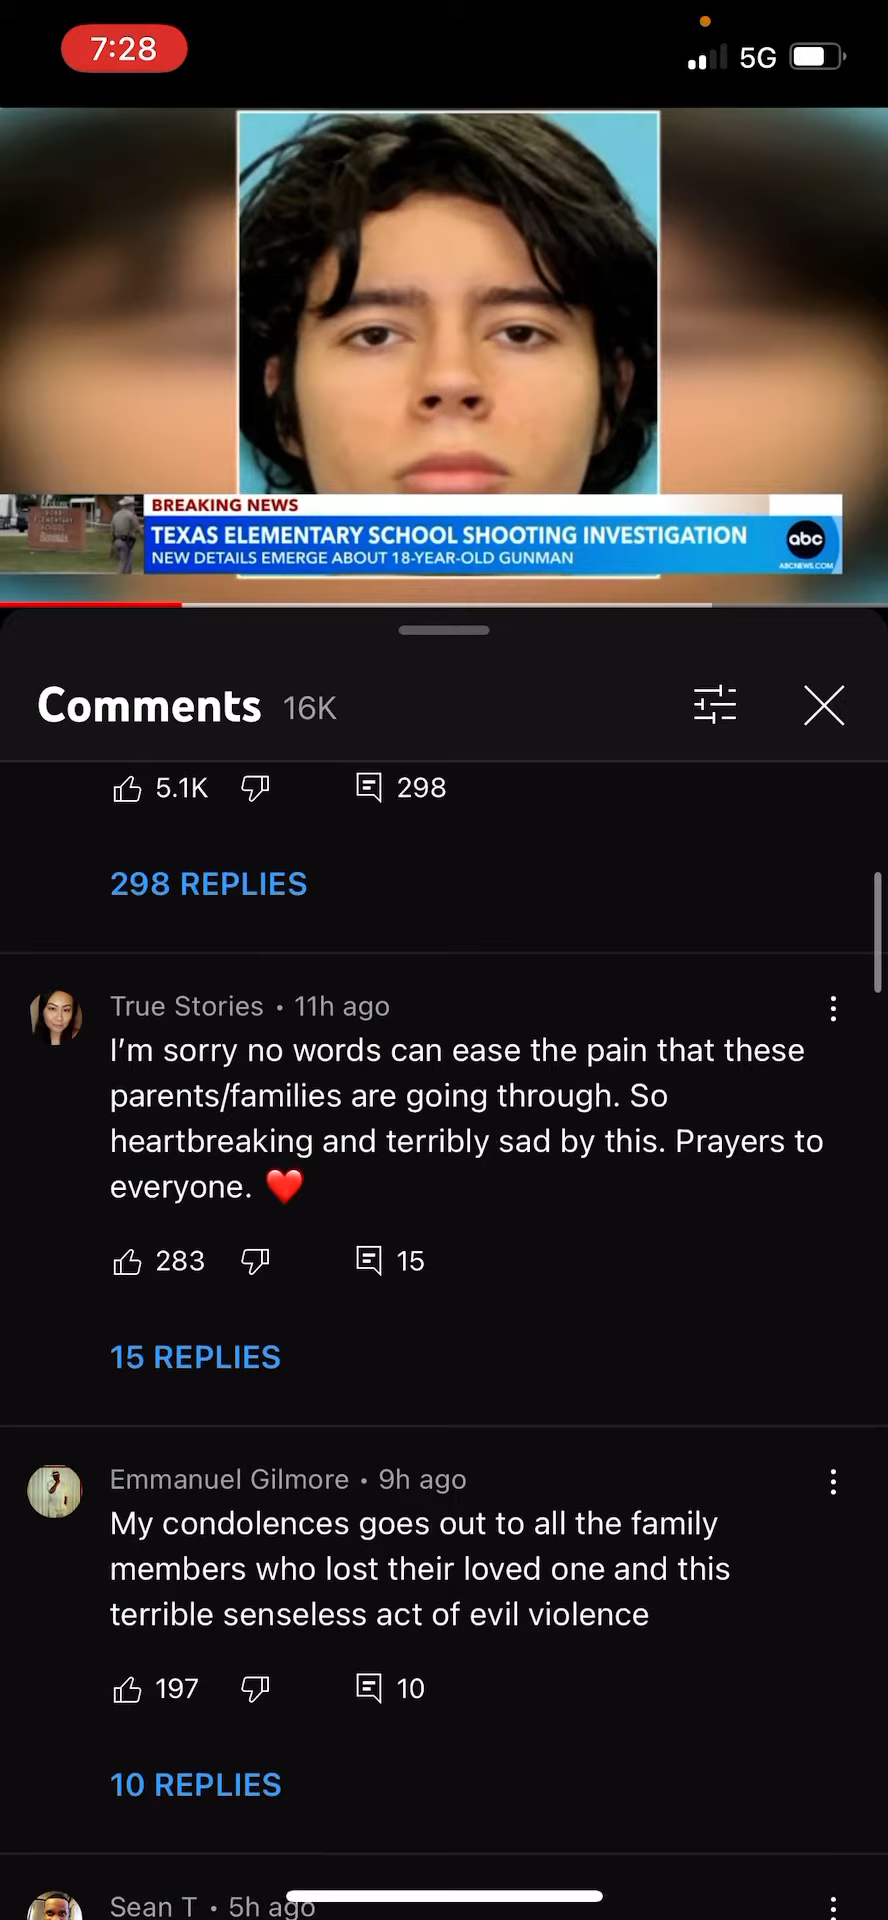 7:28
5G
BREAKING NEWS
TEXAS ELEMENTARY SCHOOL SHOOTING INVESTIGATION
NEW DETAILS EMERGE ABOUT 18-YEAR-OLD GUNMAN
abc
ABCNEWS.COM
Comments 16K
5.1K 298
298 REPLIES
True Stories • 11h ago
I'm sorry no words can ease the pain that these
parents/families are going through. So
heartbreaking and terribly sad by this. Prayers to
everyone. ❤️
283 15
15 REPLIES
Emmanuel Gilmore • 9h ago
My condolences goes out to all the family
members who lost their loved one and this
terrible senseless act of evil violence
197 10
10 REPLIES
Sean T • 5h ago